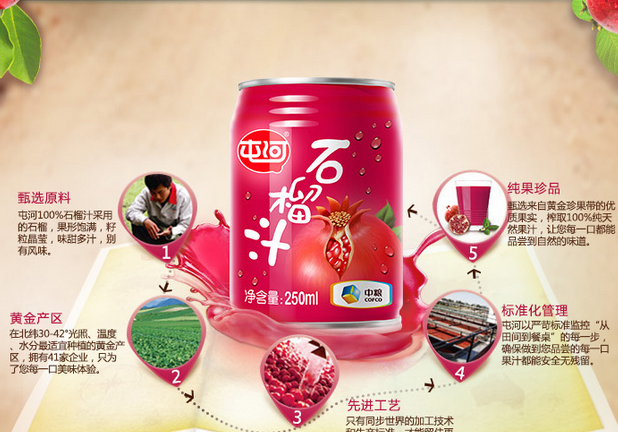 屯河
®
石榴汁
净含量:250ml
中粮
COFCO
甄选原料
屯河100%石榴汁采用
的石榴，果形饱满，籽
粒晶莹，味甜多汁，别
有风味。
1
黄金产区
在北纬30-42°光照、温度
、水分最适宜种植的黄金产
区，拥有41家企业，只为
了您每一口美味体验。
2
3
先进工艺
只有同步世界的加工技术
标准化管理
屯河以严苛标准监控“从
田间到餐桌”的每一步，
确保做到您品尝的每一口
果汁都能安全无残留。
4
纯果珍品
甄选来自黄金珍果带的优
质果实，榨取100%纯天
然果汁，让您每一口都能
品尝到自然的味道。
5